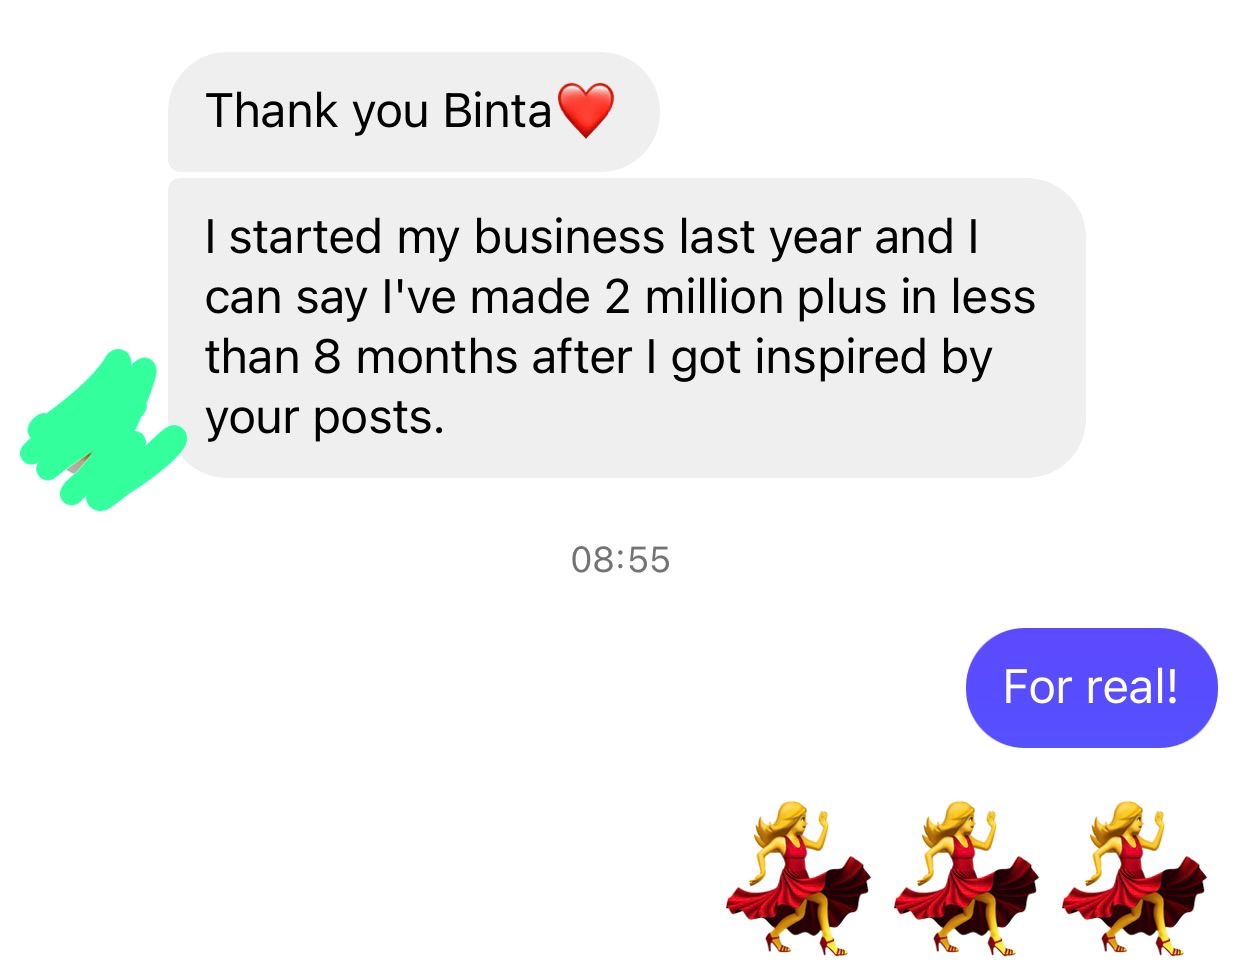 Thank you Binta❤️
I started my business last year and I
can say I've made 2 million plus in less
than 8 months after I got inspired by
your posts.
08:55
For real!
💃💃💃